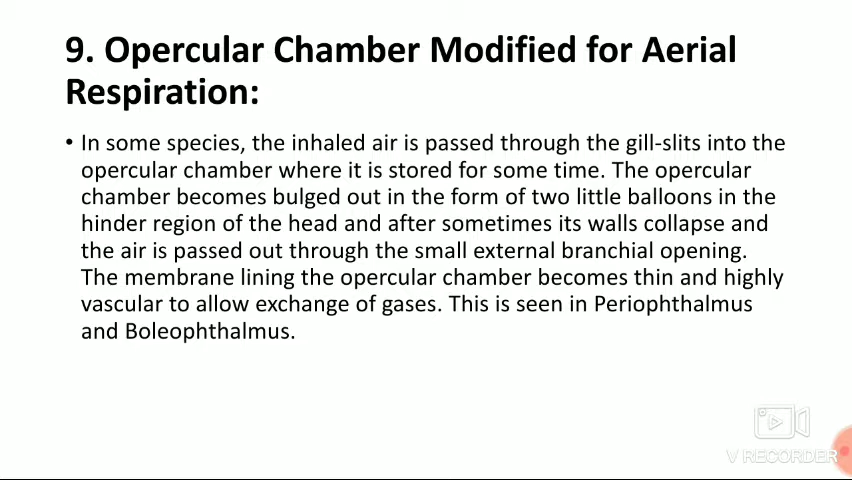 9. Opercular Chamber Modified for Aerial
Respiration:
• In some species, the inhaled air is passed through the gill-slits into the
opercular chamber where it is stored for some time. The opercular
chamber becomes bulged out in the form of two little balloons in the
hinder region of the head and after sometimes its walls collapse and
the air is passed out through the small external branchial opening.
The membrane lining the opercular chamber becomes thin and highly
vascular to allow exchange of gases. This is seen in Periophthalmus
and Boleophthalmus.
V RECORDER